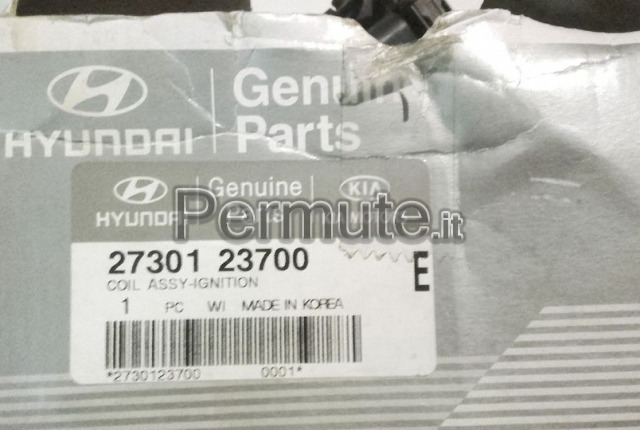 HYUNDAI
Genuin
Parts
HYUNDAI
Genuine
KIA
Permute.it
27301 23700
E
COIL ASSY-IGNITION
1 PC WI MADE IN KOREA
*2730123700 0001*